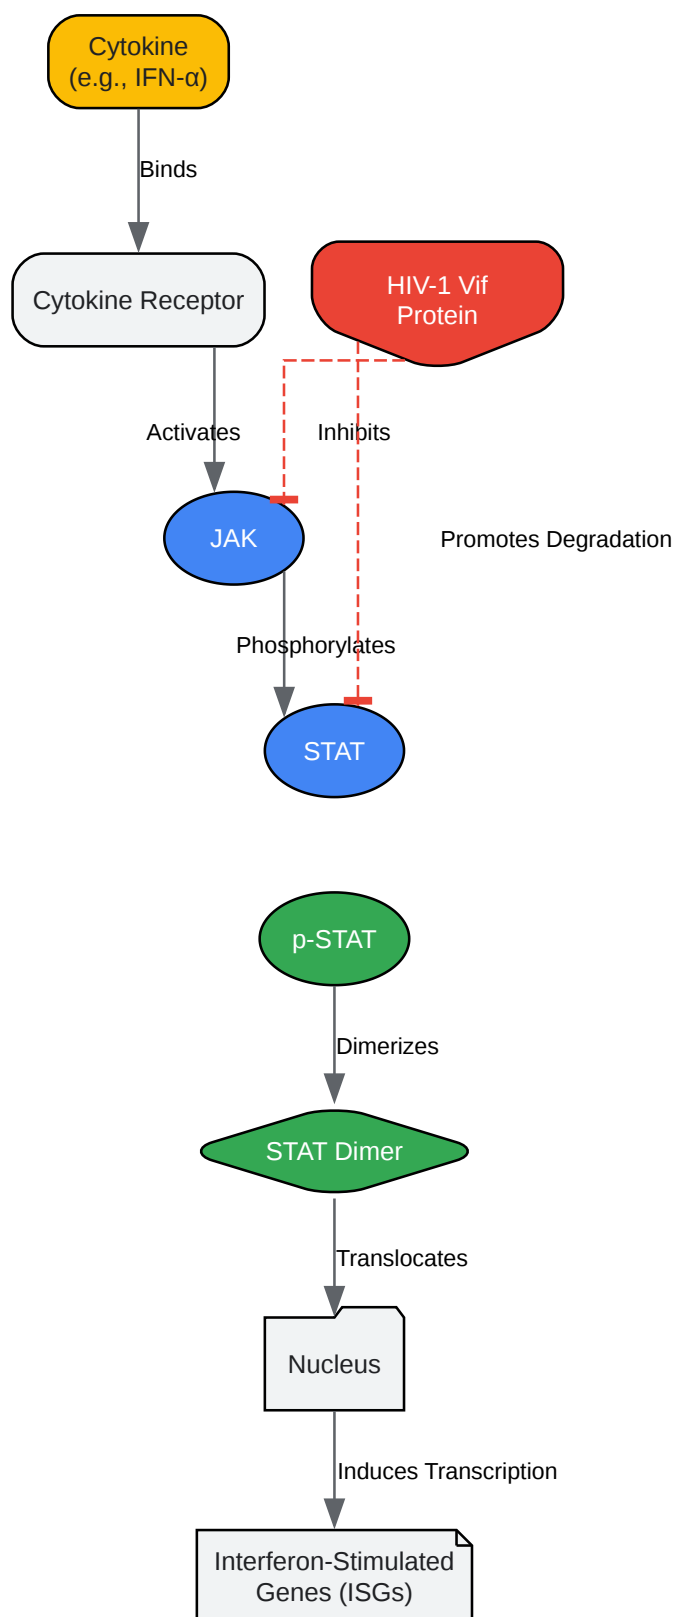 Cytokine
(e.g., IFN-α)
Binds
Cytokine Receptor
HIV-1 Vif
Protein
Activates
Inhibits
JAK
Promotes Degradation
Phosphorylates
STAT
p-STAT
Dimerizes
STAT Dimer
Translocates
Nucleus
Induces Transcription
Interferon-Stimulated
Genes (ISGs)